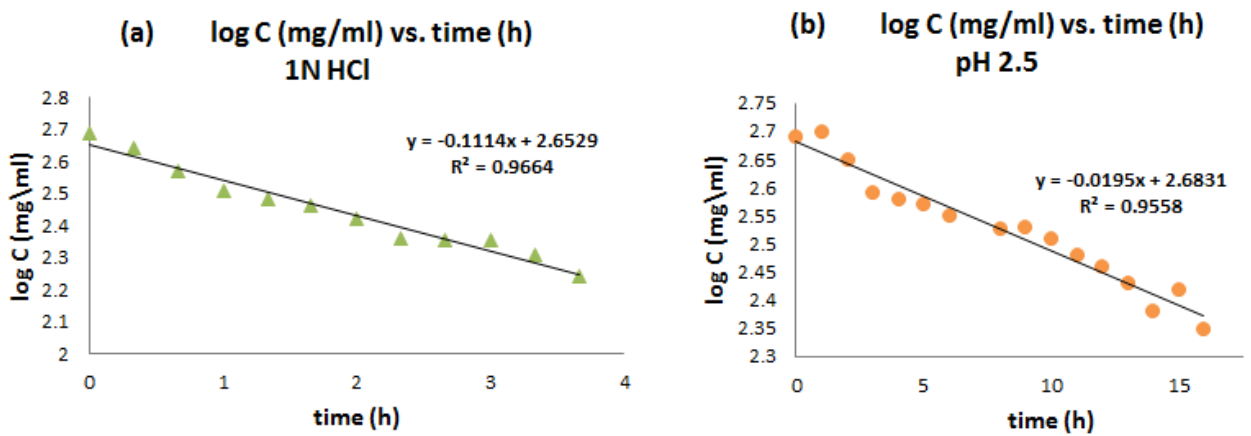 (a) log C (mg/ml) vs. time (h)
1N HCl
2.8
2.7
2.6
2.5
2.4
2.3
2.2
2.1
2
log C (mg\ml)
y = -0.1114x + 2.6529
R² = 0.9664
0 1 2 3 4
time (h)
(b) log C (mg/ml) vs. time (h)
pH 2.5
2.75
2.7
2.65
2.6
2.55
2.5
2.45
2.4
2.35
2.3
log C (mg\ml)
y = -0.0195x + 2.6831
R² = 0.9558
0 5 10 15
time (h)